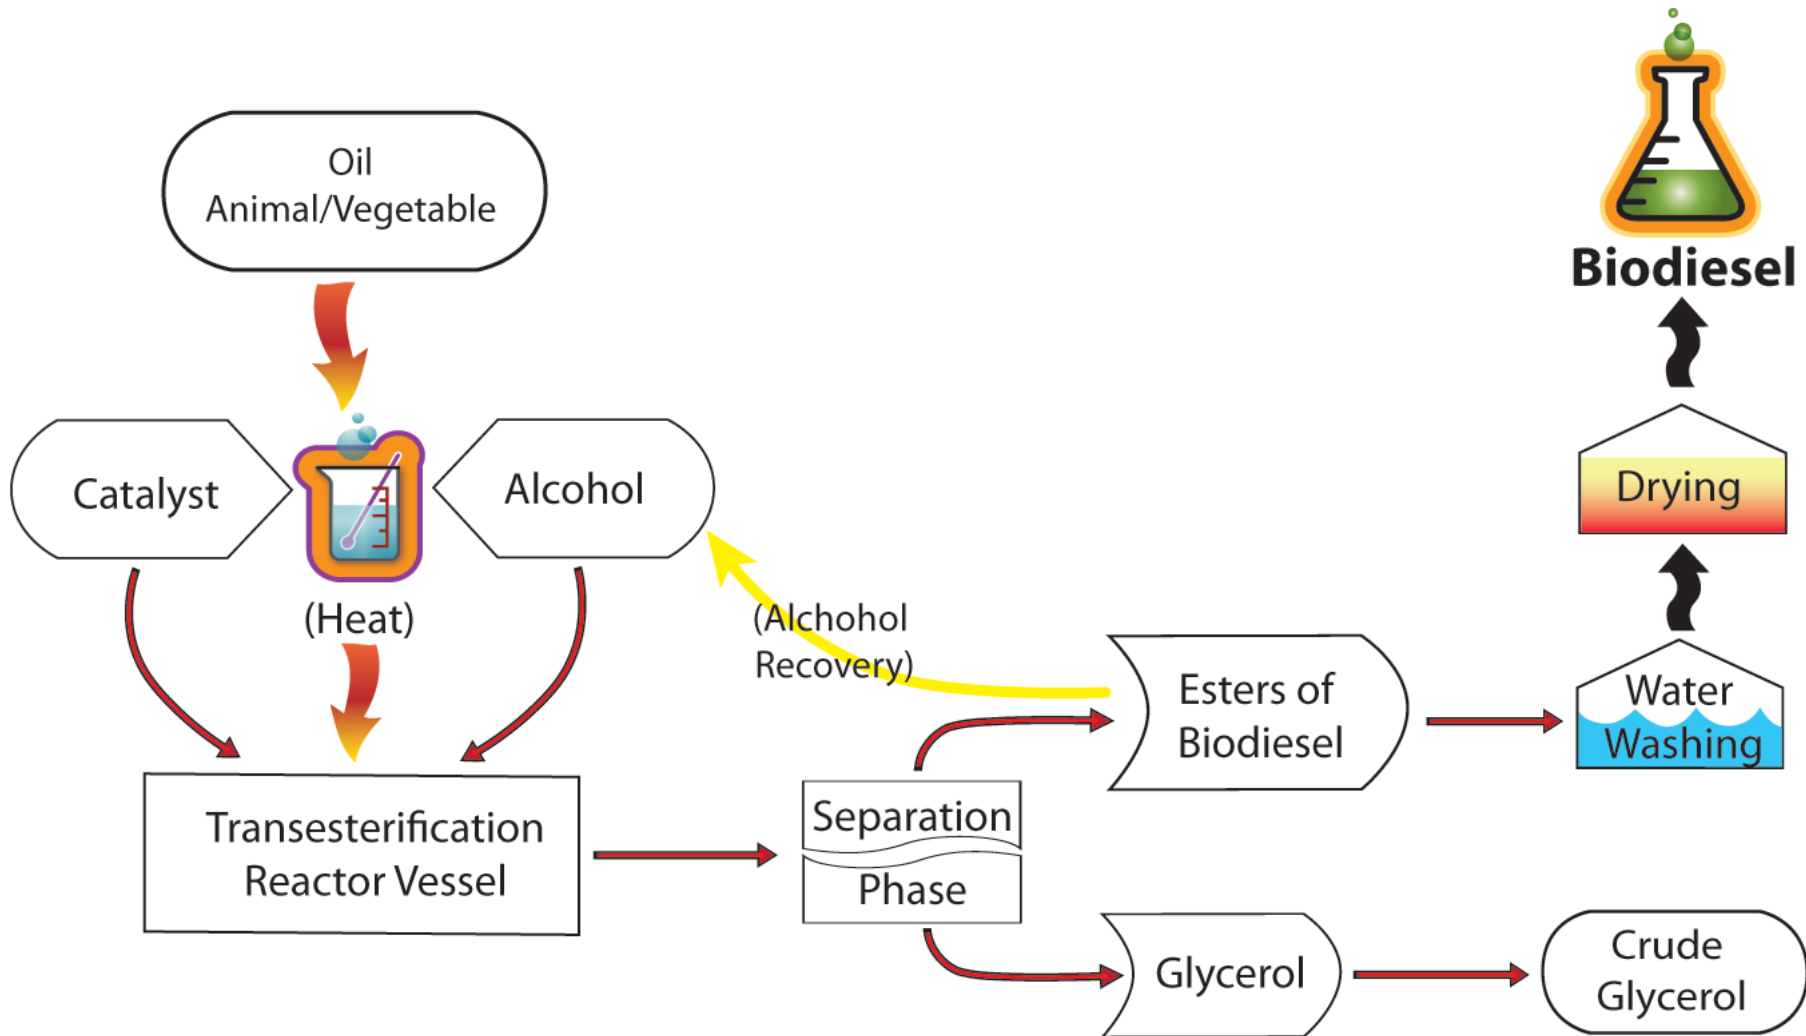 Oil
Animal/Vegetable
Catalyst
Alcohol
(Heat)
Transesterification
Reactor Vessel
(Alchohol
Recovery)
Separation
Phase
Esters of
Biodiesel
Glycerol
Crude
Glycerol
Water
Washing
Drying
Biodiesel